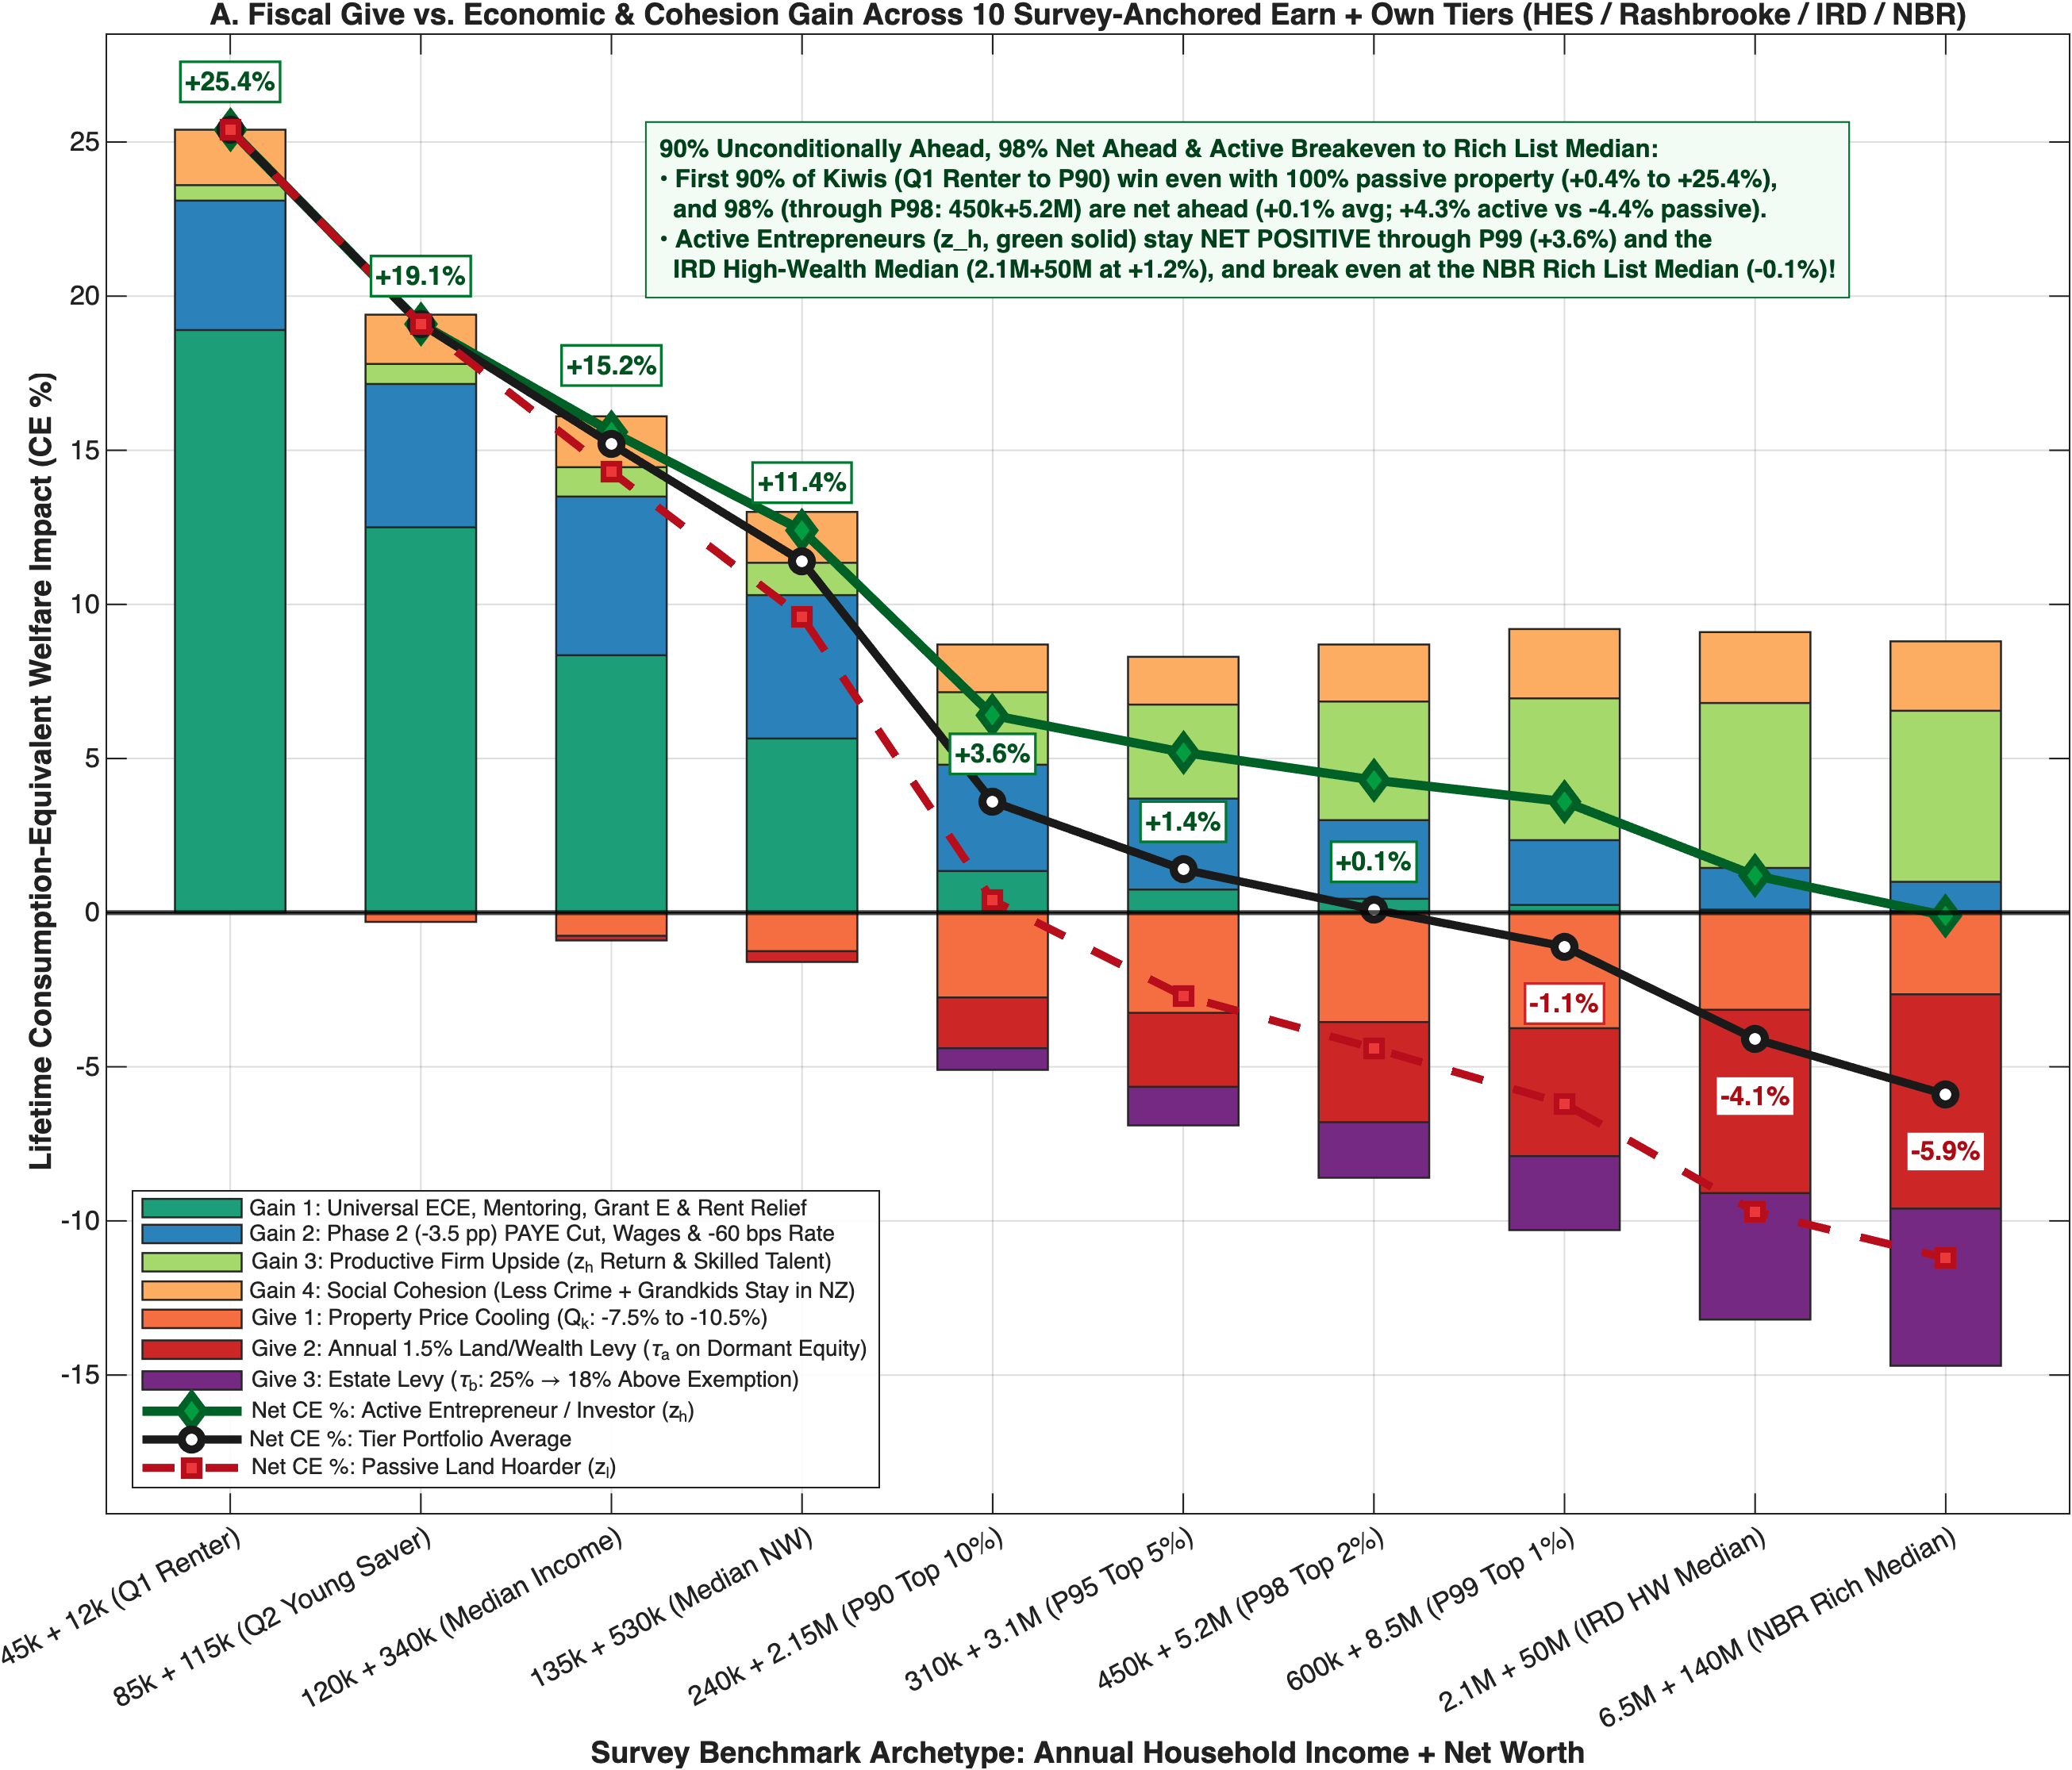 A. Fiscal Give vs. Economic & Cohesion Gain Across 10 Survey-Anchored Earn + Own Tiers (HES / Rashbrooke / IRD / NBR)
Lifetime Consumption-Equivalent Welfare Impact (CE %)
25
20
15
10
5
0
-5
-10
-15
+25.4%
+19.1%
+15.2%
+11.4%
+3.6%
+1.4%
+0.1%
-1.1%
-4.1%
-5.9%
90% Unconditionally Ahead, 98% Net Ahead & Active Breakeven to Rich List Median:
• First 90% of Kiwis (Q1 Renter to P90) win even with 100% passive property (+0.4% to +25.4%),
and 98% (through P98: 450k+5.2M) are net ahead (+0.1% avg; +4.3% active vs -4.4% passive).
• Active Entrepreneurs (z_h, green solid) stay NET POSITIVE through P99 (+3.6%) and the
IRD High-Wealth Median (2.1M+50M at +1.2%), and break even at the NBR Rich List Median (-0.1%)!
Gain 1: Universal ECE, Mentoring, Grant E & Rent Relief
Gain 2: Phase 2 (-3.5 pp) PAYE Cut, Wages & -60 bps Rate
Gain 3: Productive Firm Upside (zh Return & Skilled Talent)
Gain 4: Social Cohesion (Less Crime + Grandkids Stay in NZ)
Give 1: Property Price Cooling (Qk: -7.5% to -10.5%)
Give 2: Annual 1.5% Land/Wealth Levy (τa on Dormant Equity)
Give 3: Estate Levy (τb: 25% → 18% Above Exemption)
Net CE %: Active Entrepreneur / Investor (zh)
Net CE %: Tier Portfolio Average
Net CE %: Passive Land Hoarder (zl)
45k + 12k (Q1 Renter)
85k + 115k (Q2 Young Saver)
120k + 340k (Median Income)
135k + 530k (Median NW)
240k + 2.15M (P90 Top 10%)
310k + 3.1M (P95 Top 5%)
450k + 5.2M (P98 Top 2%)
600k + 8.5M (P99 Top 1%)
2.1M + 50M (IRD HW Median)
6.5M + 140M (NBR Rich Median)
Survey Benchmark Archetype: Annual Household Income + Net Worth